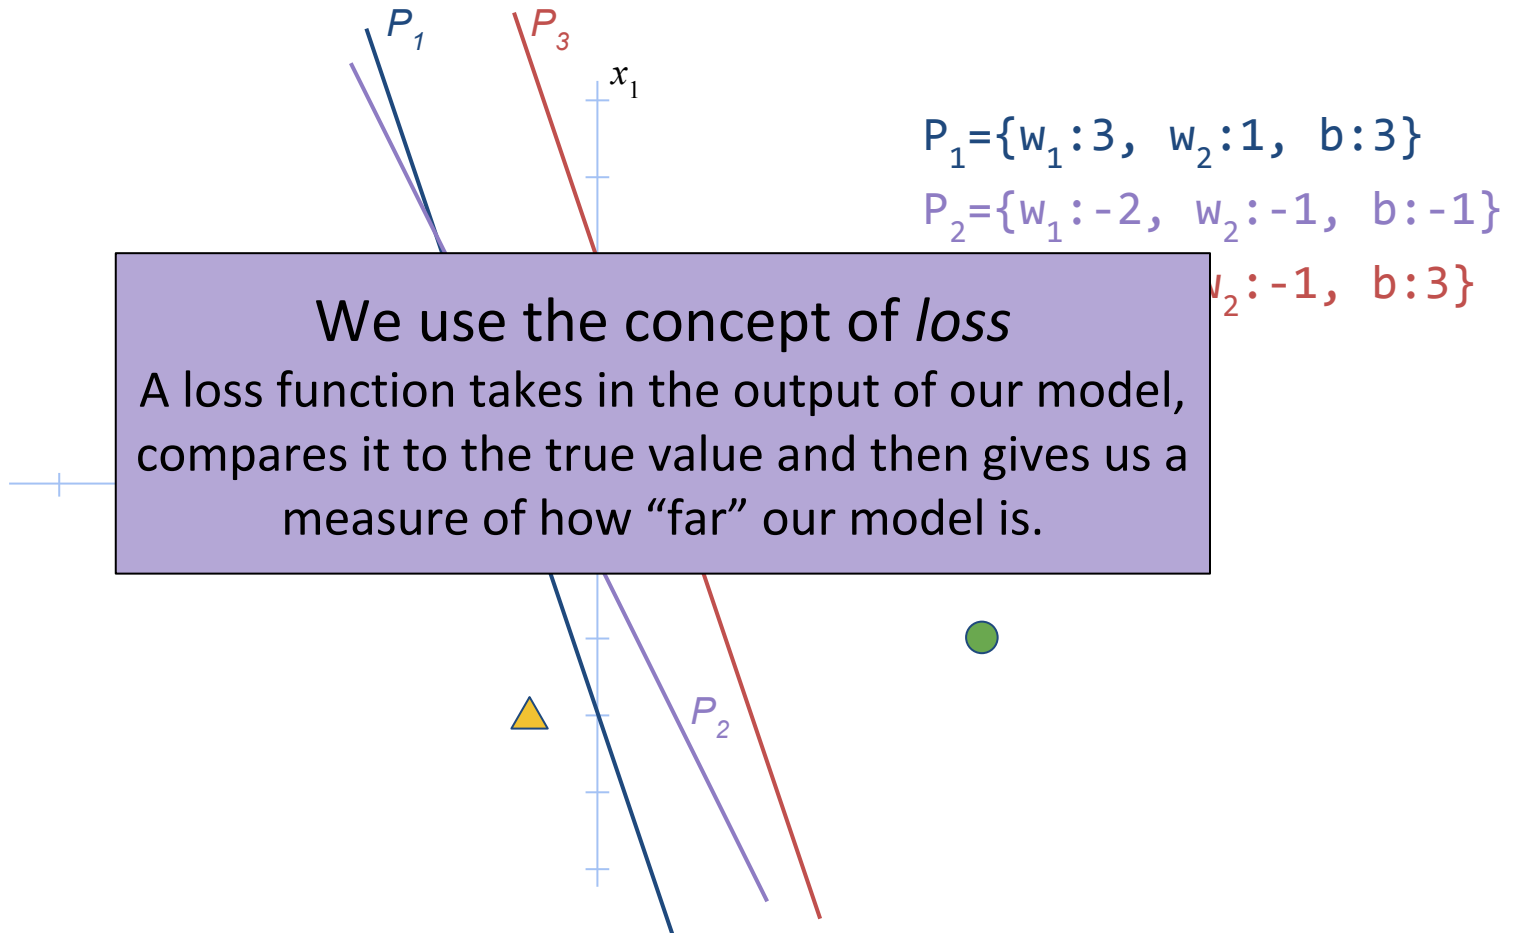 P1
P3
x1
P1={w1:3, w2:1, b:3}
P2={w1:-2, w2:-1, b:-1}
w2:-1, b:3}
We use the concept of loss
A loss function takes in the output of our model,
compares it to the true value and then gives us a
measure of how “far” our model is.
P2